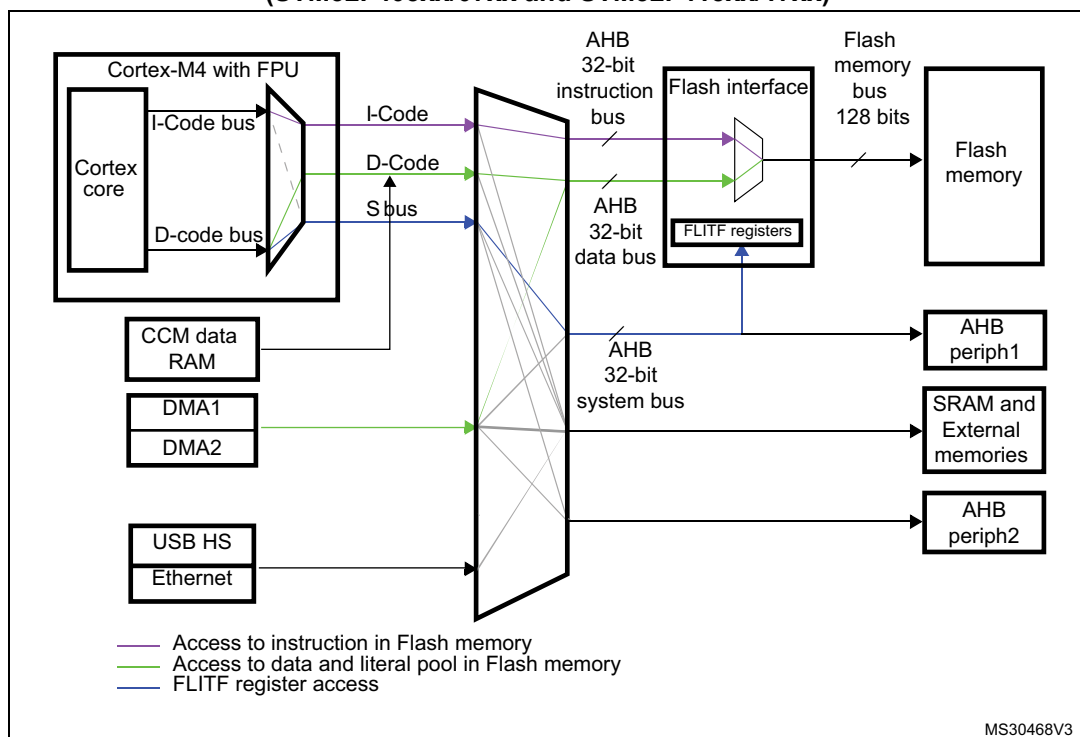 Cortex-M4 with FPU
I-Code bus
Cortex
core
D-code bus
I-Code
D-Code
S bus
CCM data
RAM
DMA1
DMA2
USB HS
Ethernet
AHB
32-bit
instruction
bus
AHB
32-bit
data bus
AHB
32-bit
system bus
Flash interface
FLITF registers
Flash
memory
bus
128 bits
Flash
memory
AHB
periph1
SRAM and
External
memories
AHB
periph2
Access to instruction in Flash memory
Access to data and literal pool in Flash memory
FLITF register access
MS30468V3